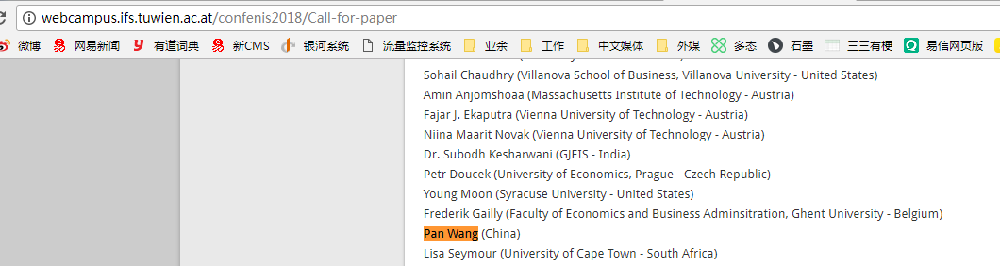 webcampus.ifs.tuwien.ac.at/confenis2018/Call-for-paper
微博 网易新闻 有道词典 新CMS 银河系统 流量监控系统 业余 工作 中文媒体 外媒 多态 石墨 三三有梗 易信网页版
Sohail Chaudhry (Villanova School of Business, Villanova University - United States)
Amin Anjomshoaa (Massachusetts Institute of Technology - Austria)
Fajar J. Ekaputra (Vienna University of Technology - Austria)
Niina Maarit Novak (Vienna University of Technology - Austria)
Dr. Subodh Kesharwani (GJEIS - India)
Petr Doucek (University of Economics, Prague - Czech Republic)
Young Moon (Syracuse University - United States)
Frederik Gailly (Faculty of Economics and Business Adminsitration, Ghent University - Belgium)
Pan Wang (China)
Lisa Seymour (University of Cape Town - South Africa)